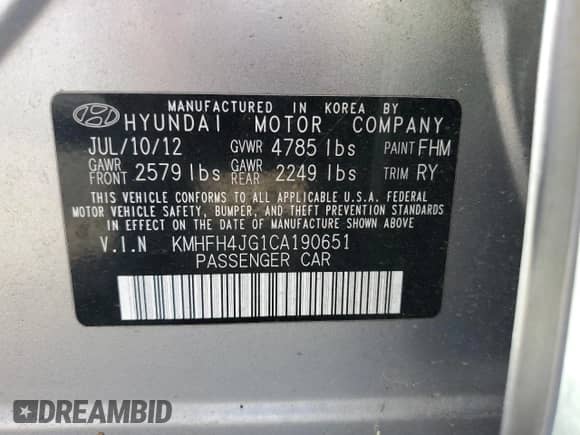 MANUFACTURED IN KOREA BY
HYUNDAI MOTOR COMPANY
JUL/10/12 GVWR 4785 lbs PAINT FHM
GAWR FRONT 2579 lbs GAWR REAR 2249 lbs TRIM RY
THIS VEHICLE CONFORMS TO ALL APPLICABLE U.S.A. FEDERAL
MOTOR VEHICLE SAFETY, BUMPER, AND THEFT PREVENTION STANDARDS
IN EFFECT ON THE DATE OF MANUFACTURE SHOWN ABOVE
V.I.N KMHFH4JG1CA190651
PASSENGER CAR
DREAMBID